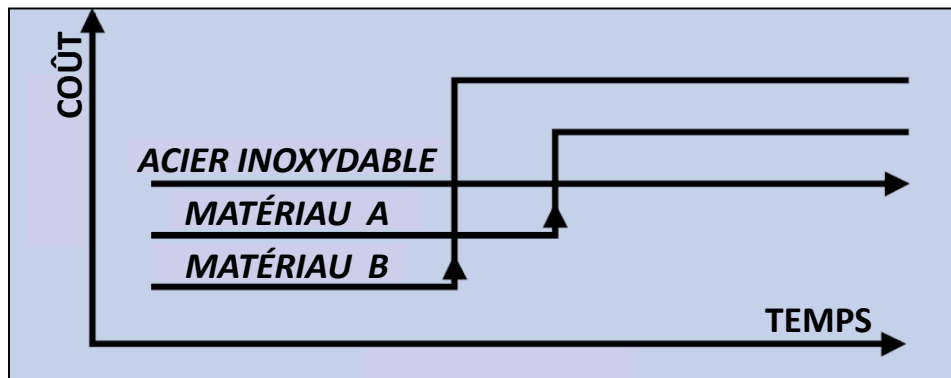 COÛT
ACIER INOXYDABLE
MATÉRIAU A
MATÉRIAU B
TEMPS